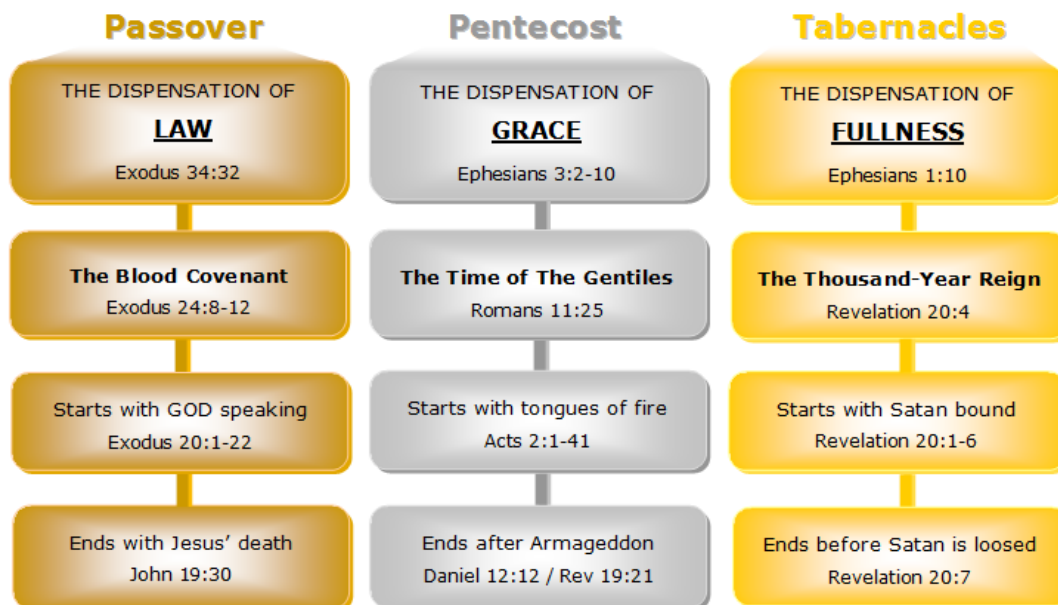 Passover
THE DISPENSATION OF
LAW
Exodus 34:32
The Blood Covenant
Exodus 24:8-12
Starts with GOD speaking
Exodus 20:1-22
Ends with Jesus’ death
John 19:30
Pentecost
THE DISPENSATION OF
GRACE
Ephesians 3:2-10
The Time of The Gentiles
Romans 11:25
Starts with tongues of fire
Acts 2:1-41
Ends after Armageddon
Daniel 12:12 / Rev 19:21
Tabernacles
THE DISPENSATION OF
FULLNESS
Ephesians 1:10
The Thousand-Year Reign
Revelation 20:4
Starts with Satan bound
Revelation 20:1-6
Ends before Satan is loosed
Revelation 20:7